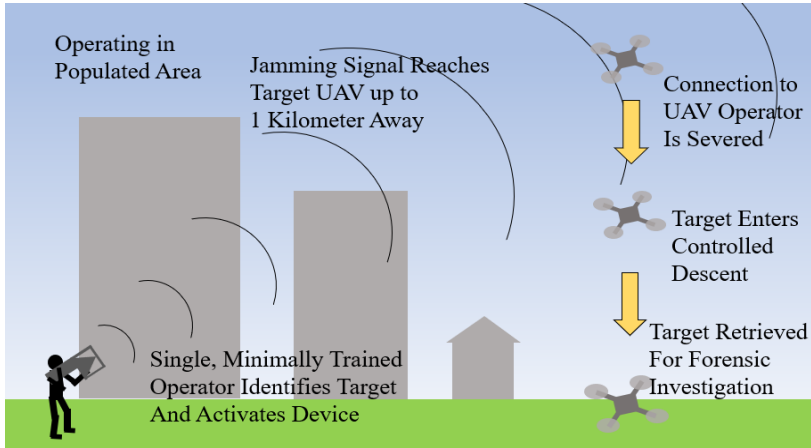 Operating in
Populated Area
Jamming Signal Reaches
Target UAV up to
1 Kilometer Away
Connection to
UAV Operator
Is Severed
Target Enters
Controlled
Descent
Single, Minimally Trained
Operator Identifies Target
And Activates Device
Target Retrieved
For Forensic
Investigation